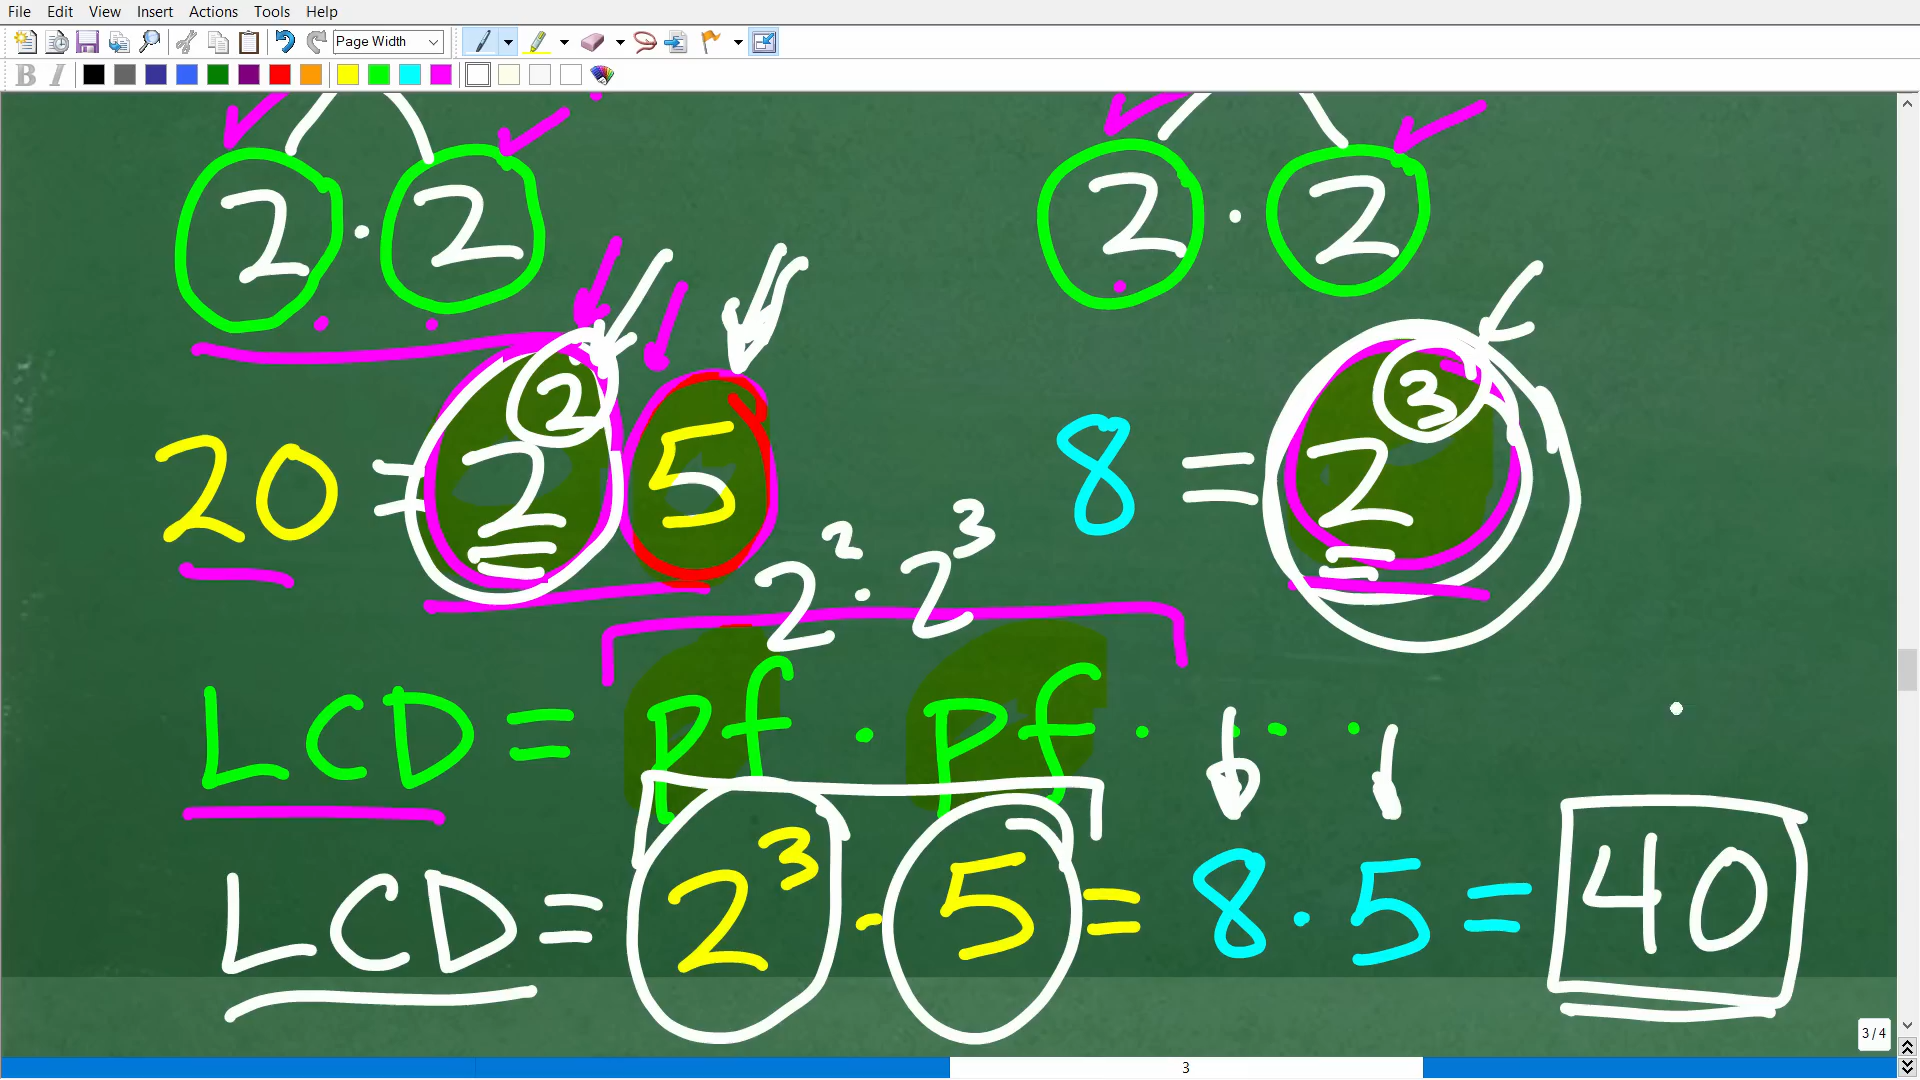 File Edit View Insert Actions Tools Help
Page Width
B I
2 · 2 2 · 2
20 = 2² 5 8 = 2³
2² · 2³
LCD = pf · pf · · · ·
LCD = 2³ · 5 = 8 · 5 = 40
3 / 4
3